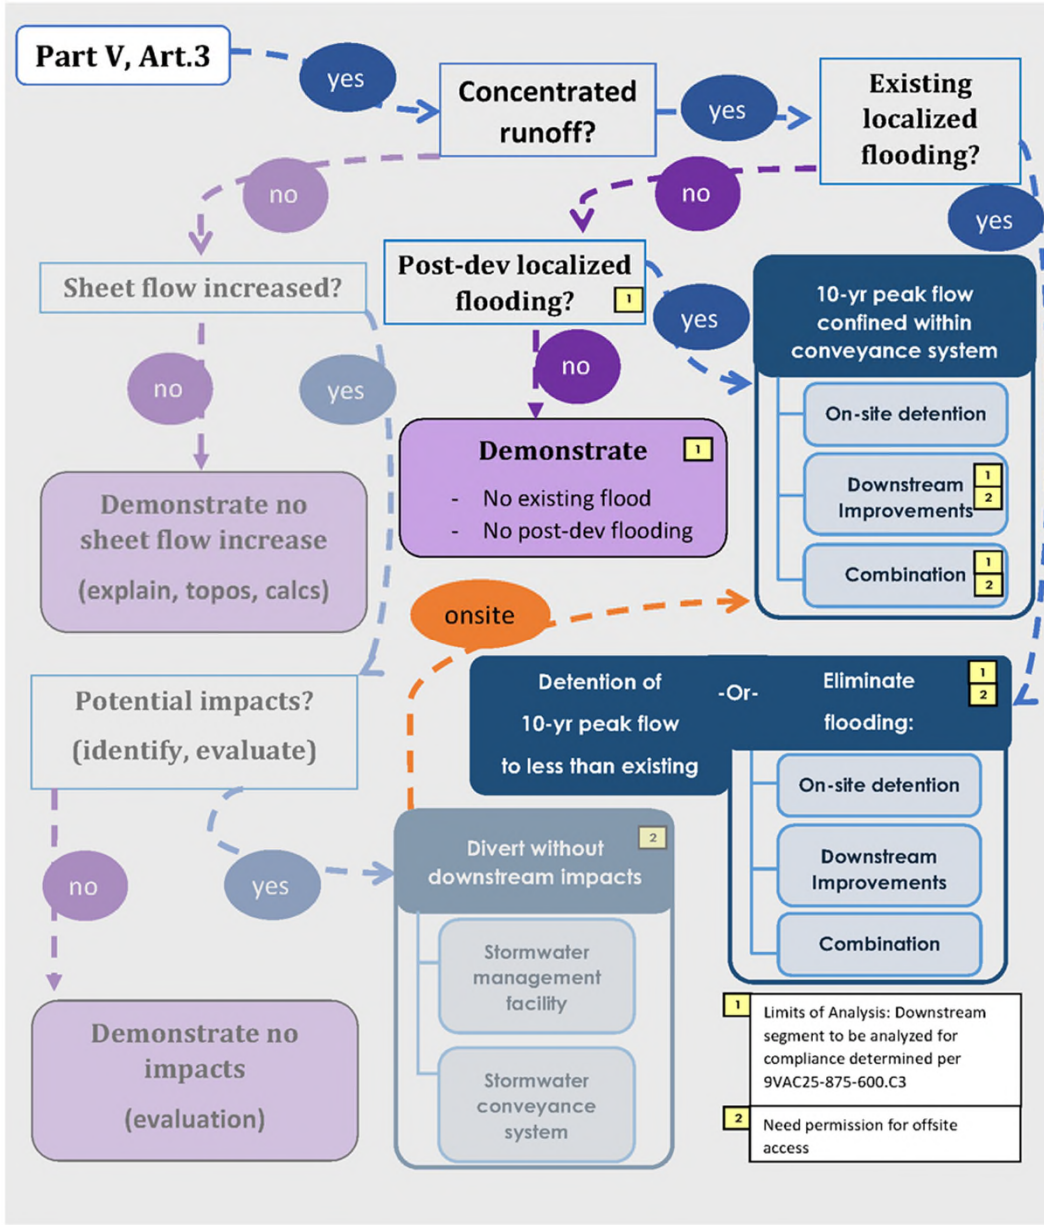 Part V, Art.3
yes
Concentrated
runoff?
yes
Existing
localized
flooding?
no
no
yes
Sheet flow increased?
Post-dev localized
flooding?
1
yes
10-yr peak flow
confined within
conveyance system
no
yes
no
On-site detention
Demonstrate
1
- No existing flood
- No post-dev flooding
Downstream
Improvements
1
2
Demonstrate no
sheet flow increase
(explain, topos, calcs)
Combination
1
2
onsite
Potential impacts?
(identify, evaluate)
Detention of
10-yr peak flow
to less than existing
-Or-
Eliminate
flooding:
1
2
On-site detention
Downstream
Improvements
Combination
no
yes
Divert without
downstream impacts
2
Stormwater
management
facility
Stormwater
conveyance
system
Demonstrate no
impacts
(evaluation)
1
Limits of Analysis: Downstream
segment to be analyzed for
compliance determined per
9VAC25-875-600.C3
2
Need permission for offsite
access